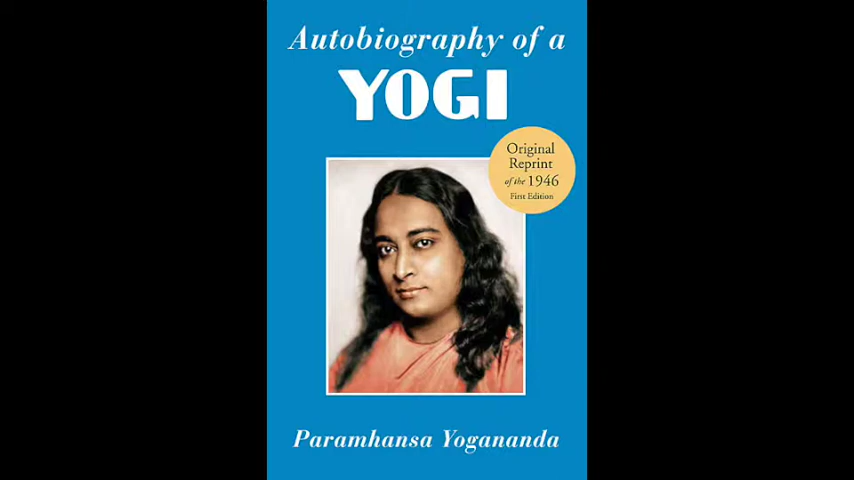 Autobiography of a
YOGI
Original
Reprint
of the 1946
First Edition
Paramhansa Yogananda